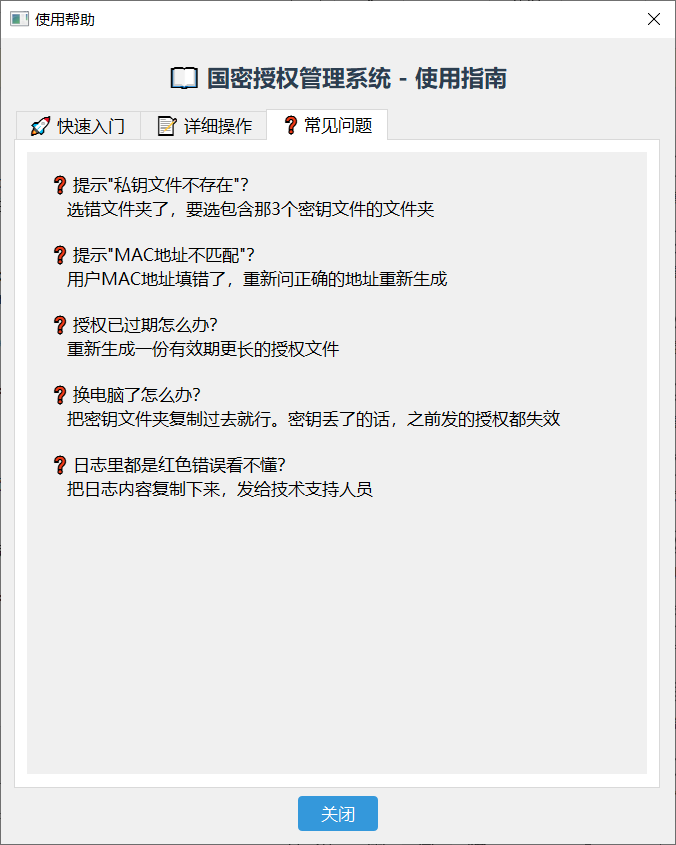 使用帮助
国密授权管理系统 - 使用指南
快速入门
详细操作
常见问题
提示"私钥文件不存在"?
选错文件夹了，要选包含那3个密钥文件的文件夹
提示"MAC地址不匹配"?
用户MAC地址填错了，重新问正确的地址重新生成
授权已过期怎么办?
重新生成一份有效期更长的授权文件
换电脑了怎么办?
把密钥文件夹复制过去就行。密钥丢了的话，之前发的授权都失效
日志里都是红色错误看不懂?
把日志内容复制下来，发给技术支持人员
关闭